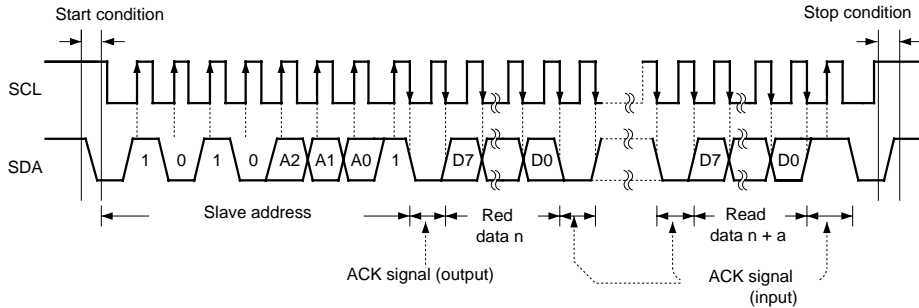 Start condition
Stop condition
SCL
SDA
1 0 1 0 A2 A1 A0 1 D7 D0 D7 D0
Slave address
Red
data n
Read
data n + a
ACK signal (output)
ACK signal
(input)